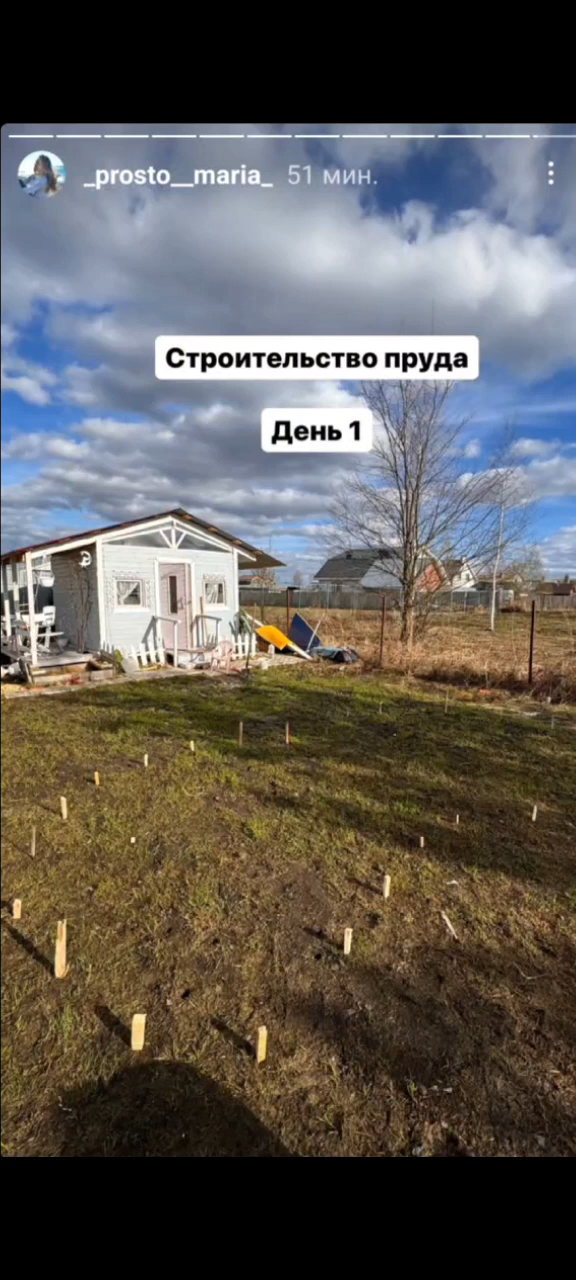 _prosto__maria_ 51 мин.
Строительство пруда
День 1